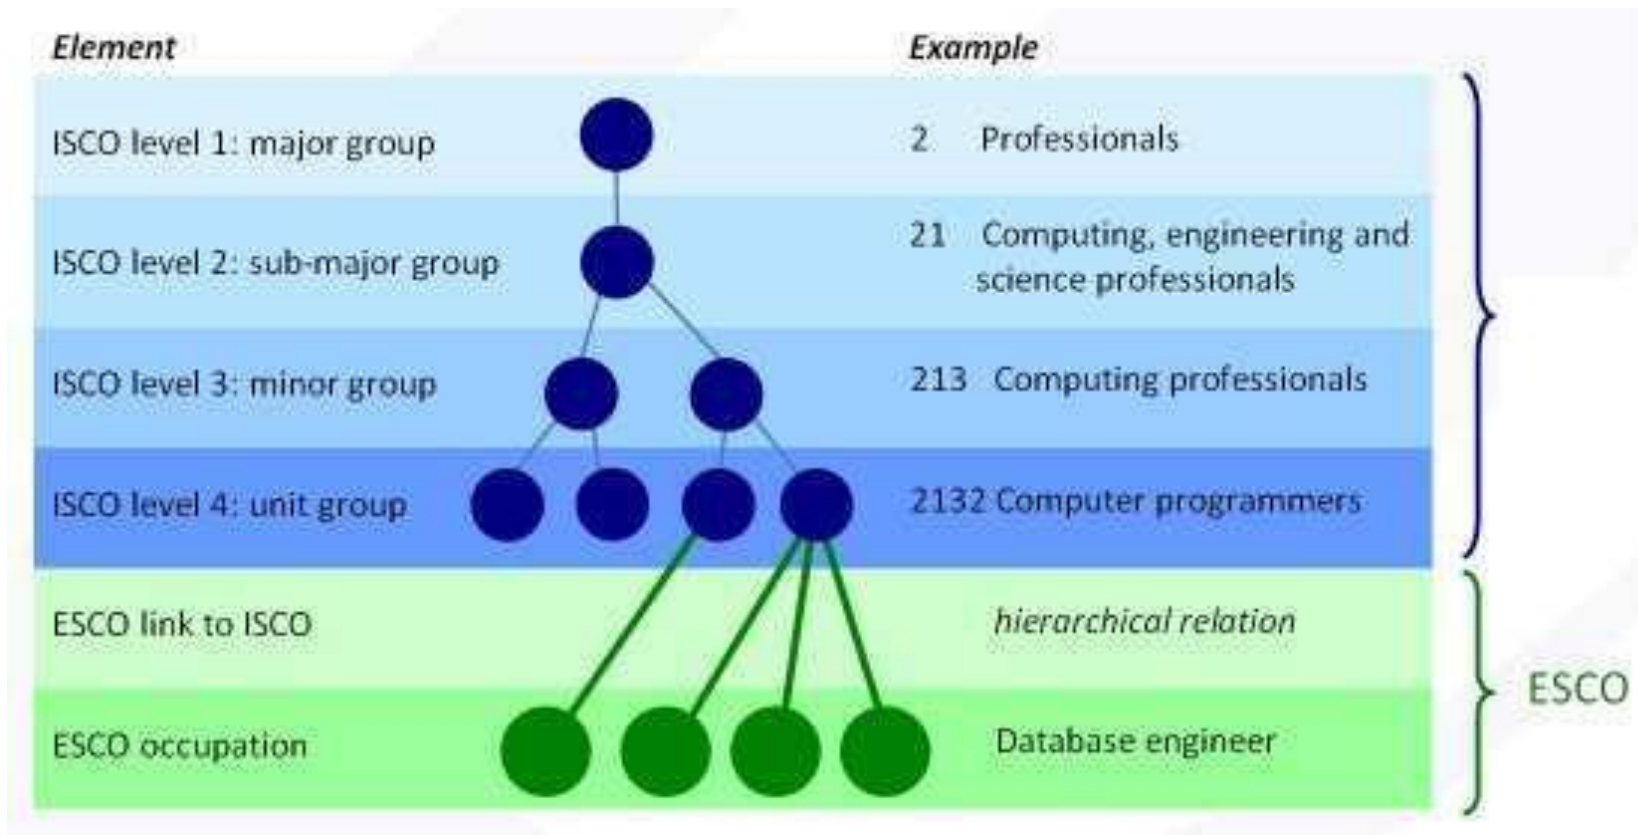 Element Example
ISCO level 1: major group 2 Professionals
ISCO level 2: sub-major group 21 Computing, engineering and
science professionals
ISCO level 3: minor group 213 Computing professionals
ISCO level 4: unit group 2132 Computer programmers
ESCO link to ISCO hierarchical relation
ESCO occupation Database engineer
ESCO